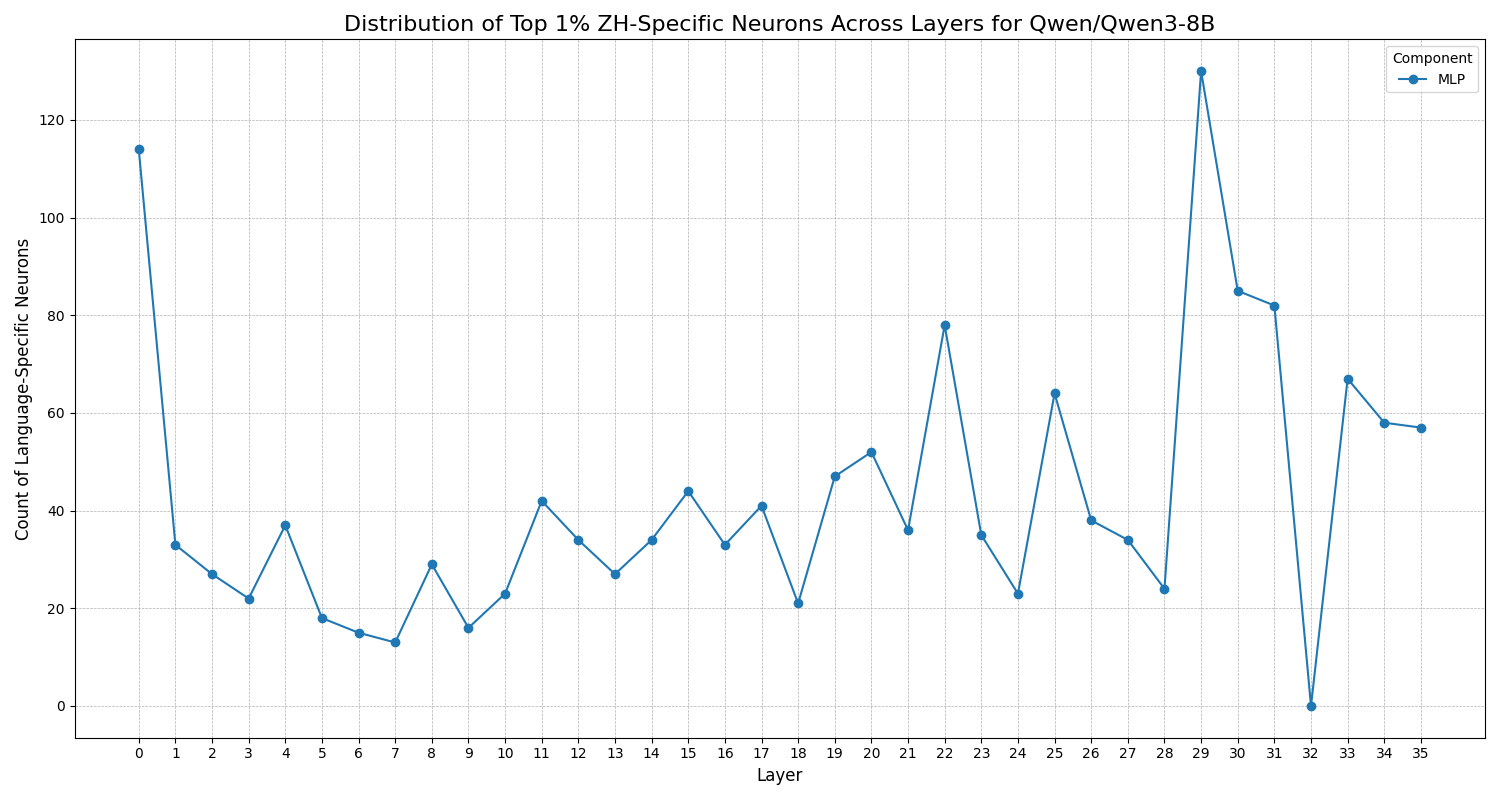 Distribution of Top 1% ZH-Specific Neurons Across Layers for Qwen/Qwen3-8B
Component
MLP
Count of Language-Specific Neurons
120
100
80
60
40
20
0
0 1 2 3 4 5 6 7 8 9 10 11 12 13 14 15 16 17 18 19 20 21 22 23 24 25 26 27 28 29 30 31 32 33 34 35
Layer